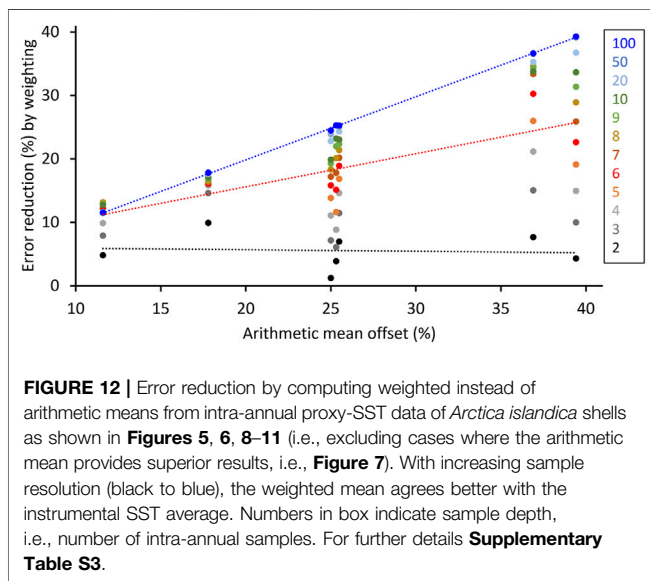 40
30
20
10
0
10
15
20
25
30
35
40
Error reduction (%) by weighting
Arithmetic mean offset (%)
100
50
20
10
9
8
7
6
5
4
3
2
FIGURE 12 | Error reduction by computing weighted instead of
arithmetic means from intra-annual proxy-SST data of Arctica islandica shells
as shown in Figures 5, 6, 8–11 (i.e., excluding cases where the arithmetic
mean provides superior results, i.e., Figure 7). With increasing sample
resolution (black to blue), the weighted mean agrees better with the
instrumental SST average. Numbers in box indicate sample depth,
i.e., number of intra-annual samples. For further details Supplementary
Table S3.